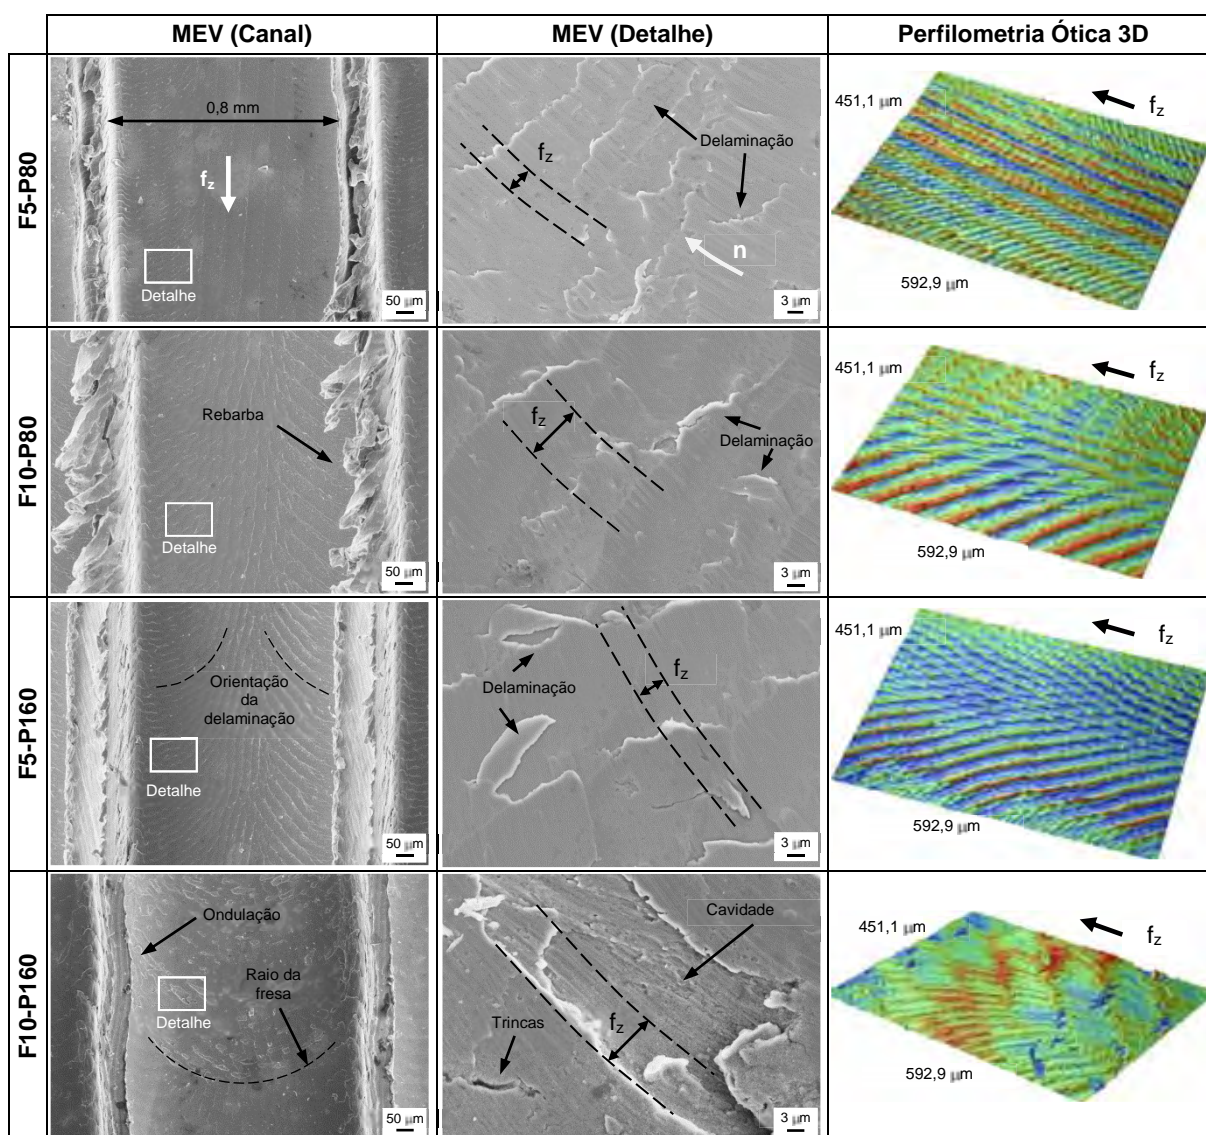 MEV (Canal)
MEV (Detalhe)
Perfilometria Ótica 3D
F5-P80
0,8 mm
fz
Detalhe
50 µm
fz
Delaminação
n
3 µm
451,1 µm
fz
592,9 µm
F10-P80
Rebarba
Detalhe
50 µm
fz
Delaminação
3 µm
451,1 µm
fz
592,9 µm
F5-P160
Orientação
da
delaminação
Detalhe
50 µm
Delaminação
fz
3 µm
451,1 µm
fz
592,9 µm
F10-P160
Ondulação
Raio da
fresa
Detalhe
50 µm
Cavidade
Trincas
fz
3 µm
451,1 µm
fz
592,9 µm